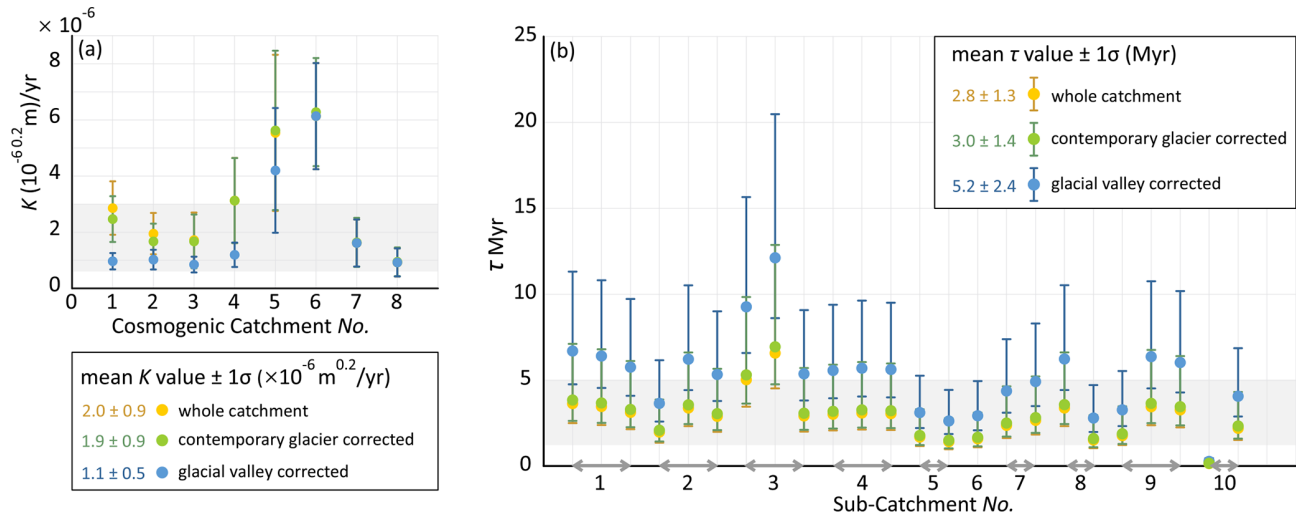 × 10⁻⁶
(a)
8
6
4
2
0
K (10⁻⁶ ⁰·² m)/yr
0 1 2 3 4 5 6 7 8
Cosmogenic Catchment No.
mean K value ± 1σ (×10⁻⁶ m⁰·²/yr)
2.0 ± 0.9 whole catchment
1.9 ± 0.9 contemporary glacier corrected
1.1 ± 0.5 glacial valley corrected
(b)
25
20
15
10
5
0
τ Myr
1 2 3 4 5 6 7 8 9 10
Sub-Catchment No.
mean τ value ± 1σ (Myr)
2.8 ± 1.3 whole catchment
3.0 ± 1.4 contemporary glacier corrected
5.2 ± 2.4 glacial valley corrected